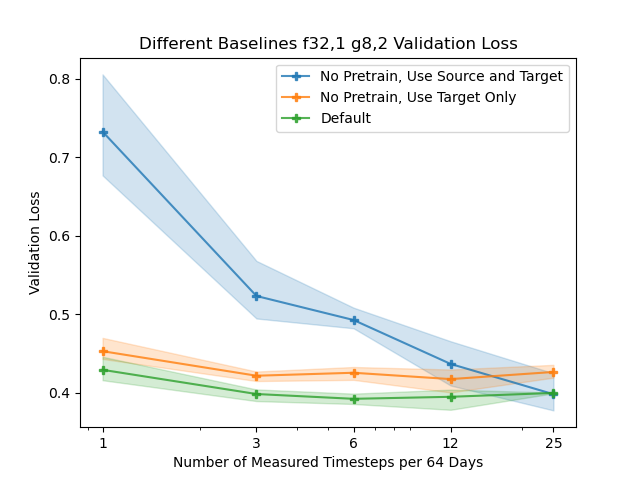 Different Baselines f32,1 g8,2 Validation Loss
No Pretrain, Use Source and Target
No Pretrain, Use Target Only
Default
Validation Loss
0.8
0.7
0.6
0.5
0.4
1
3
6
12
25
Number of Measured Timesteps per 64 Days